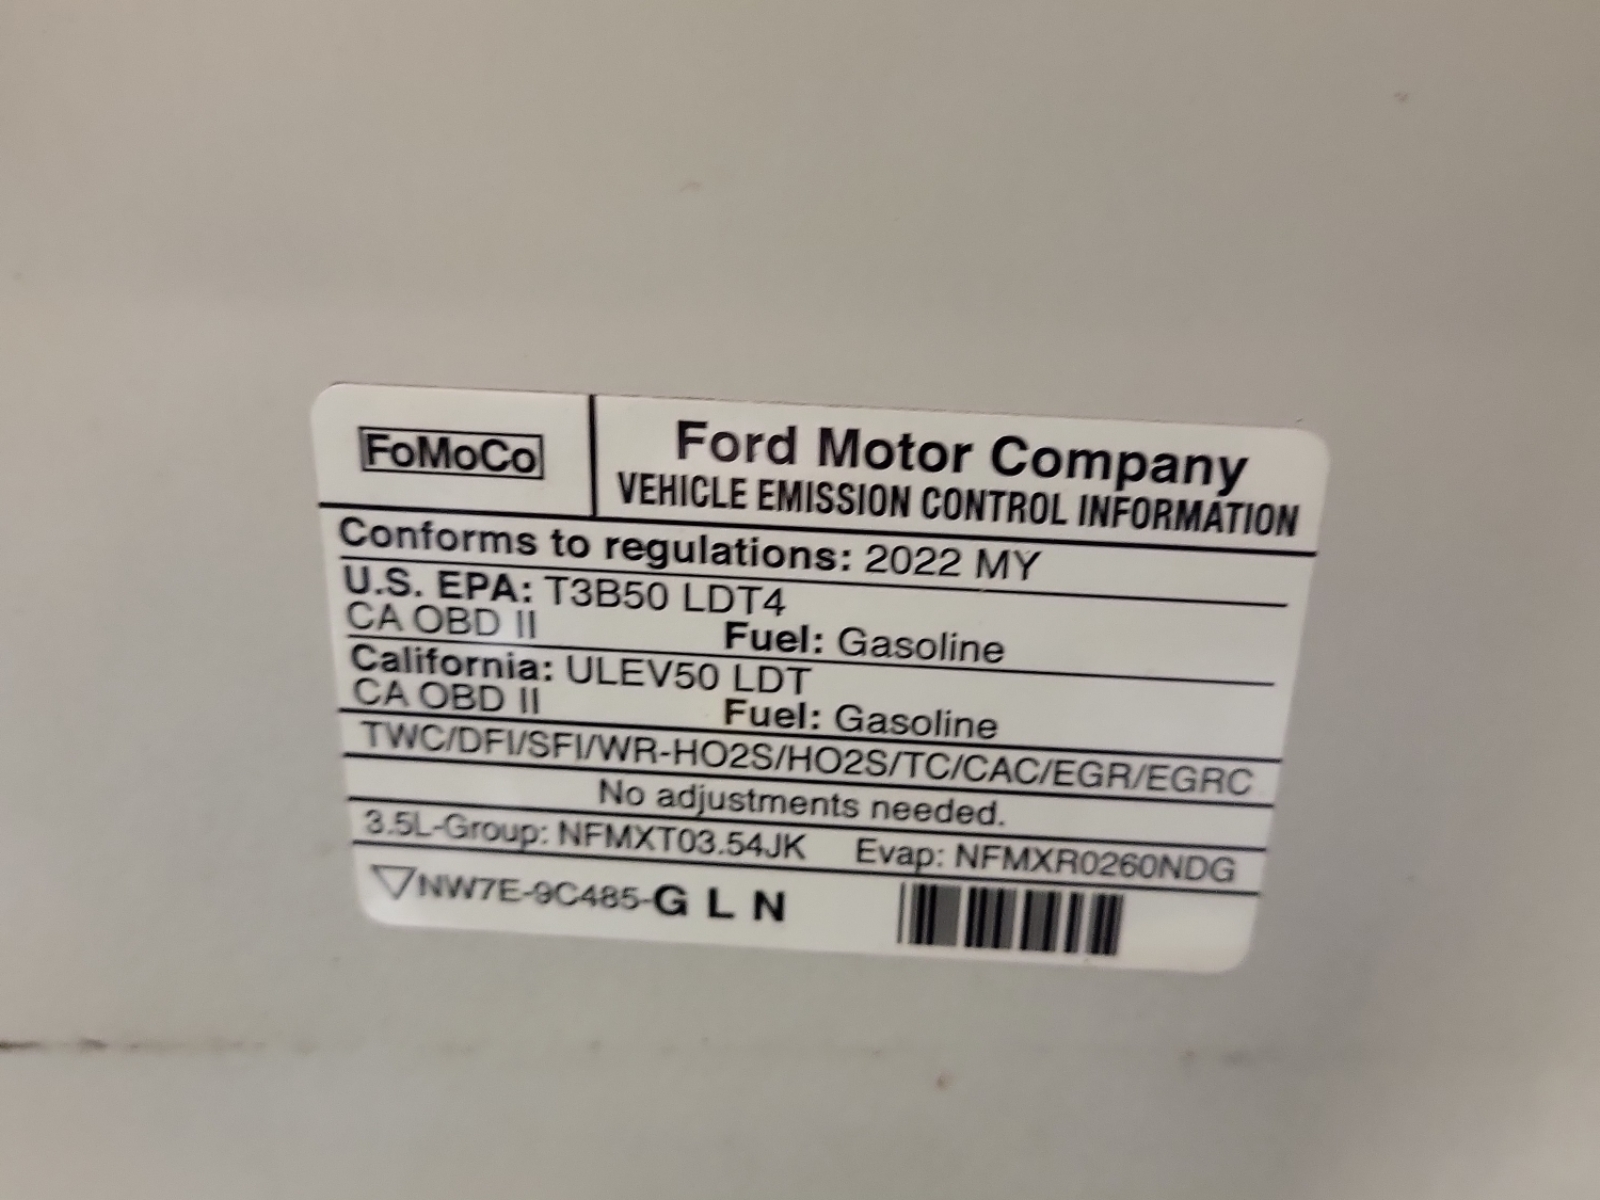 FoMoCo
Ford Motor Company
VEHICLE EMISSION CONTROL INFORMATION
Conforms to regulations: 2022 MY
U.S. EPA: T3B50 LDT4
CA OBD II Fuel: Gasoline
California: ULEV50 LDT
CA OBD II Fuel: Gasoline
TWC/DFI/SFI/WR-HO2S/HO2S/TC/CAC/EGR/EGRC
No adjustments needed.
3.5L-Group: NFMXT03.54JK Evap: NFMXR0260NDG
NW7E-9C485-G L N